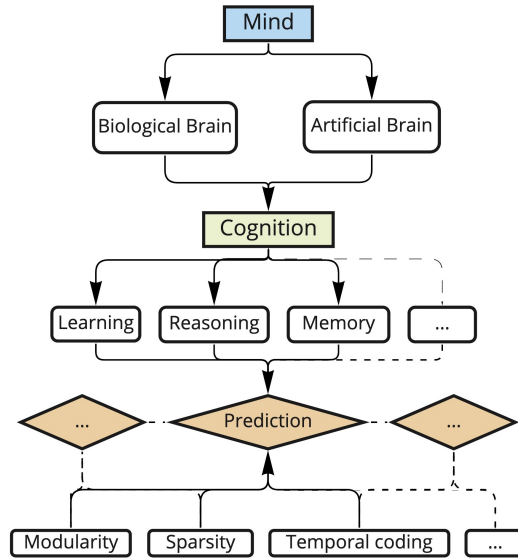 Mind
Biological Brain
Artificial Brain
Cognition
Learning
Reasoning
Memory
...
...
Prediction
...
Modularity
Sparsity
Temporal coding
...